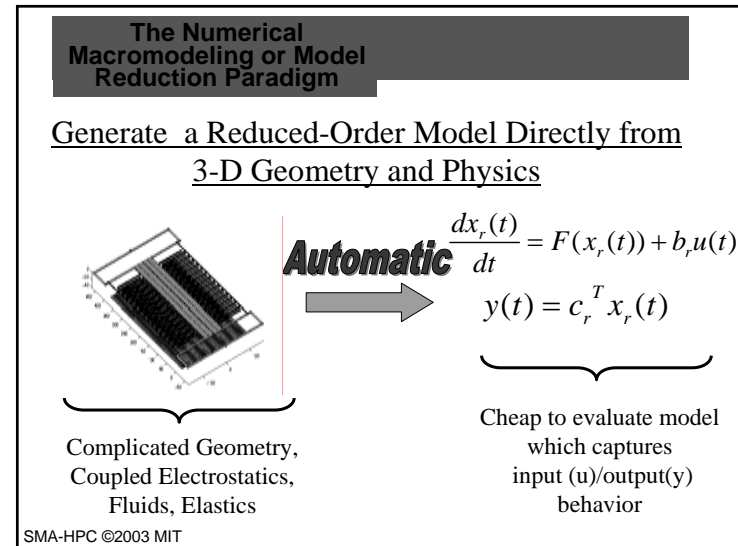 The Numerical
Macromodeling or Model
Reduction Paradigm
Generate a Reduced-Order Model Directly from
3-D Geometry and Physics
Automatic
dx_r(t)/dt = F(x_r(t)) + b_r u(t)
y(t) = c_r^T x_r(t)
Complicated Geometry,
Coupled Electrostatics,
Fluids, Elastics
Cheap to evaluate model
which captures
input (u)/output(y)
behavior
SMA-HPC ©2003 MIT